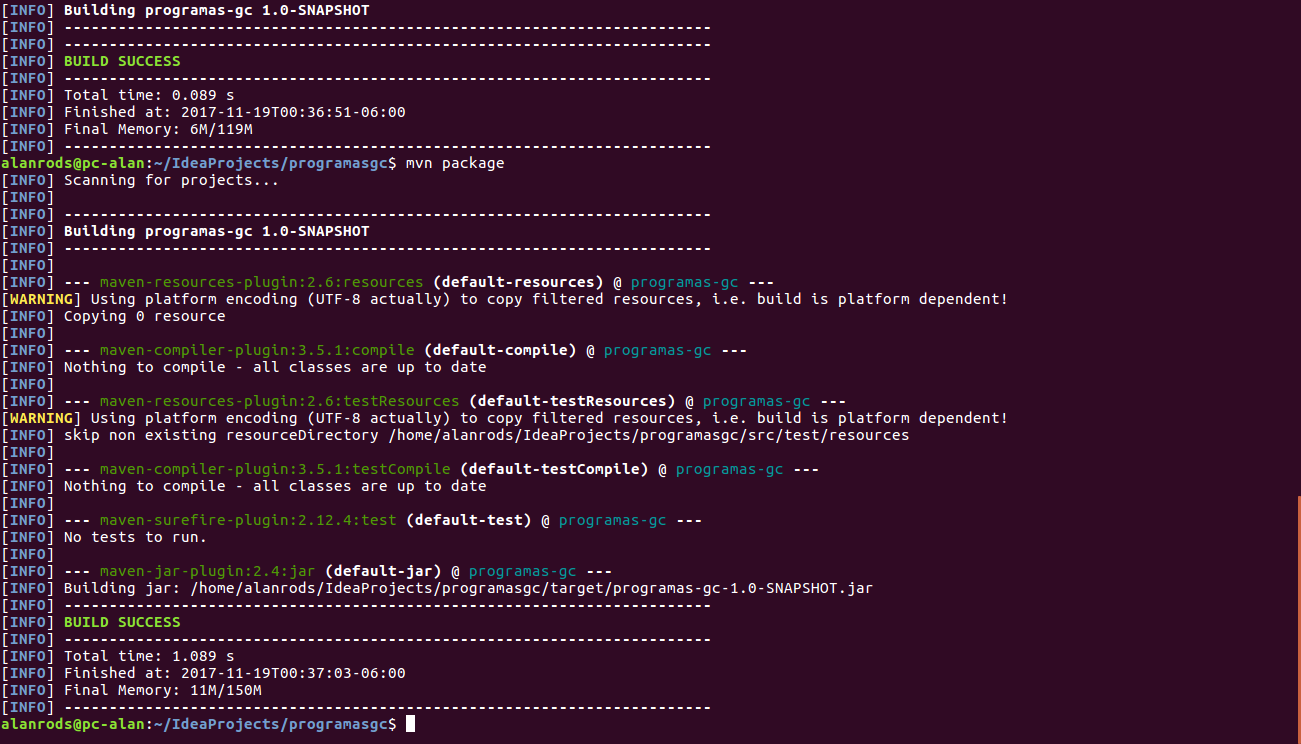 [INFO] Building programas-gc 1.0-SNAPSHOT
[INFO] ------------------------------------------------------------------------
[INFO] ------------------------------------------------------------------------
[INFO] BUILD SUCCESS
[INFO] ------------------------------------------------------------------------
[INFO] Total time: 0.089 s
[INFO] Finished at: 2017-11-19T00:36:51-06:00
[INFO] Final Memory: 6M/119M
[INFO] ------------------------------------------------------------------------
alanrods@pc-alan:~/IdeaProjects/programasgc$ mvn package
[INFO] Scanning for projects...
[INFO]
[INFO] ------------------------------------------------------------------------
[INFO] Building programas-gc 1.0-SNAPSHOT
[INFO] ------------------------------------------------------------------------
[INFO]
[INFO] --- maven-resources-plugin:2.6:resources (default-resources) @ programas-gc ---
[WARNING] Using platform encoding (UTF-8 actually) to copy filtered resources, i.e. build is platform dependent!
[INFO] Copying 0 resource
[INFO]
[INFO] --- maven-compiler-plugin:3.5.1:compile (default-compile) @ programas-gc ---
[INFO] Nothing to compile - all classes are up to date
[INFO]
[INFO] --- maven-resources-plugin:2.6:testResources (default-testResources) @ programas-gc ---
[WARNING] Using platform encoding (UTF-8 actually) to copy filtered resources, i.e. build is platform dependent!
[INFO] skip non existing resourceDirectory /home/alanrods/IdeaProjects/programasgc/src/test/resources
[INFO]
[INFO] --- maven-compiler-plugin:3.5.1:testCompile (default-testCompile) @ programas-gc ---
[INFO] Nothing to compile - all classes are up to date
[INFO]
[INFO] --- maven-surefire-plugin:2.12.4:test (default-test) @ programas-gc ---
[INFO] No tests to run.
[INFO]
[INFO] --- maven-jar-plugin:2.4:jar (default-jar) @ programas-gc ---
[INFO] Building jar: /home/alanrods/IdeaProjects/programasgc/target/programas-gc-1.0-SNAPSHOT.jar
[INFO] ------------------------------------------------------------------------
[INFO] BUILD SUCCESS
[INFO] ------------------------------------------------------------------------
[INFO] Total time: 1.089 s
[INFO] Finished at: 2017-11-19T00:37:03-06:00
[INFO] Final Memory: 11M/150M
[INFO] ------------------------------------------------------------------------
alanrods@pc-alan:~/IdeaProjects/programasgc$